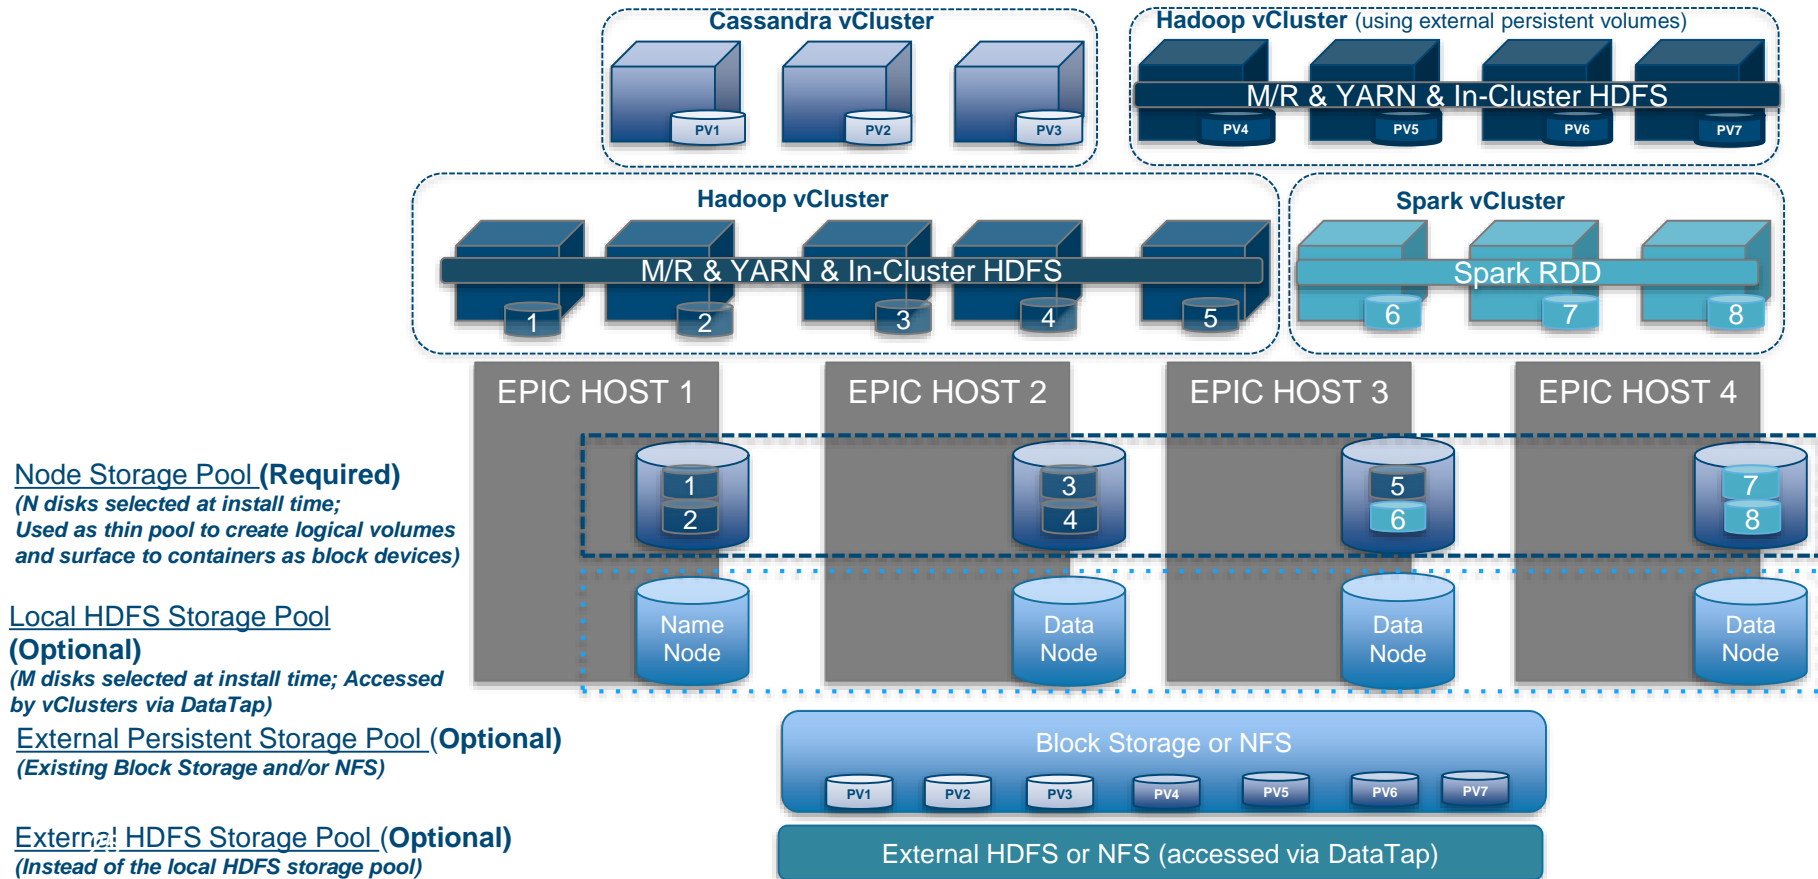 Cassandra vCluster
PV1
PV2
PV3
Hadoop vCluster (using external persistent volumes)
M/R & YARN & In-Cluster HDFS
PV4
PV5
PV6
PV7
Hadoop vCluster
M/R & YARN & In-Cluster HDFS
1
2
3
4
5
Spark vCluster
Spark RDD
6
7
8
EPIC HOST 1
EPIC HOST 2
EPIC HOST 3
EPIC HOST 4
Node Storage Pool (Required)
(N disks selected at install time;
Used as thin pool to create logical volumes
and surface to containers as block devices)
1
2
3
4
5
6
7
8
Local HDFS Storage Pool
(Optional)
(M disks selected at install time; Accessed
by vClusters via DataTap)
Name
Node
Data
Node
Data
Node
Data
Node
External Persistent Storage Pool (Optional)
(Existing Block Storage and/or NFS)
Block Storage or NFS
PV1
PV2
PV3
PV4
PV5
PV6
PV7
External HDFS Storage Pool (Optional)
(Instead of the local HDFS storage pool)
External HDFS or NFS (accessed via DataTap)